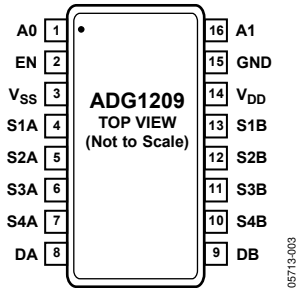 A0 1 16 A1
EN 2 15 GND
VSS 3 ADG1209 14 VDD
S1A 4 TOP VIEW 13 S1B
S2A 5 (Not to Scale) 12 S2B
S3A 6 11 S3B
S4A 7 10 S4B
DA 8 9 DB
05713-003